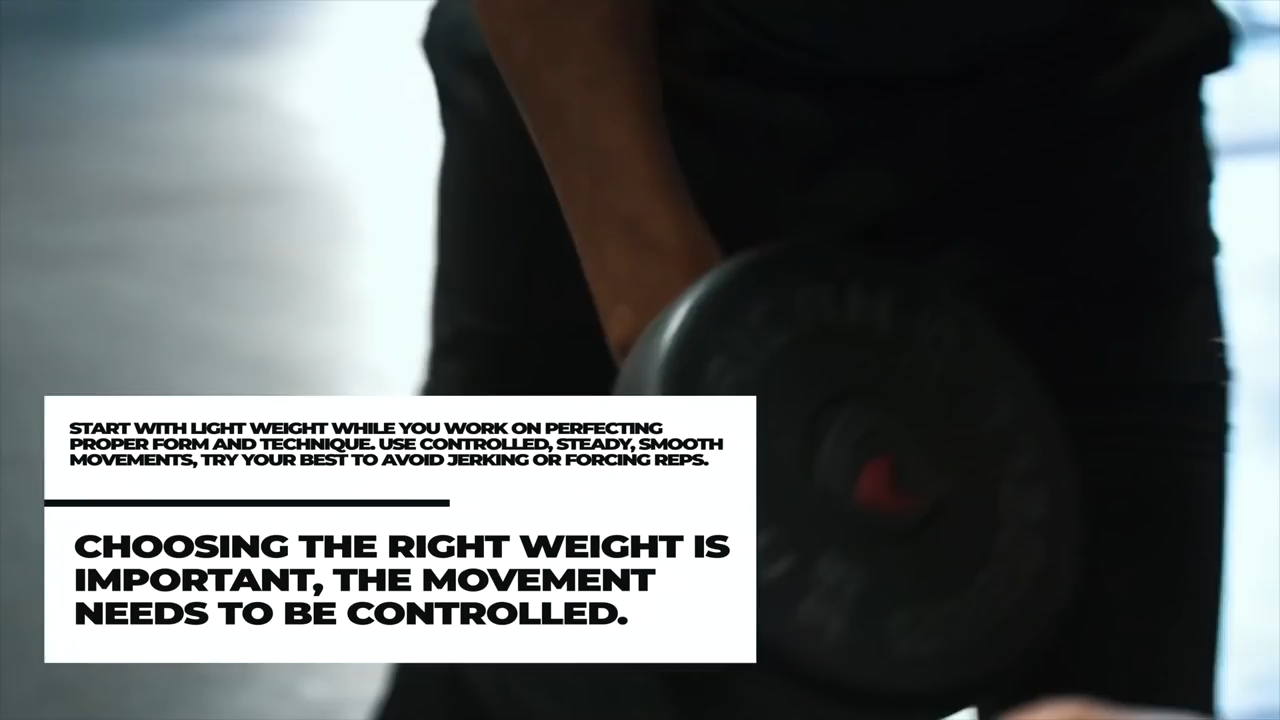 START WITH LIGHT WEIGHT WHILE YOU WORK ON PERFECTING
PROPER FORM AND TECHNIQUE. USE CONTROLLED, STEADY, SMOOTH
MOVEMENTS, TRY YOUR BEST TO AVOID JERKING OR FORCING REPS.
CHOOSING THE RIGHT WEIGHT IS
IMPORTANT, THE MOVEMENT
NEEDS TO BE CONTROLLED.